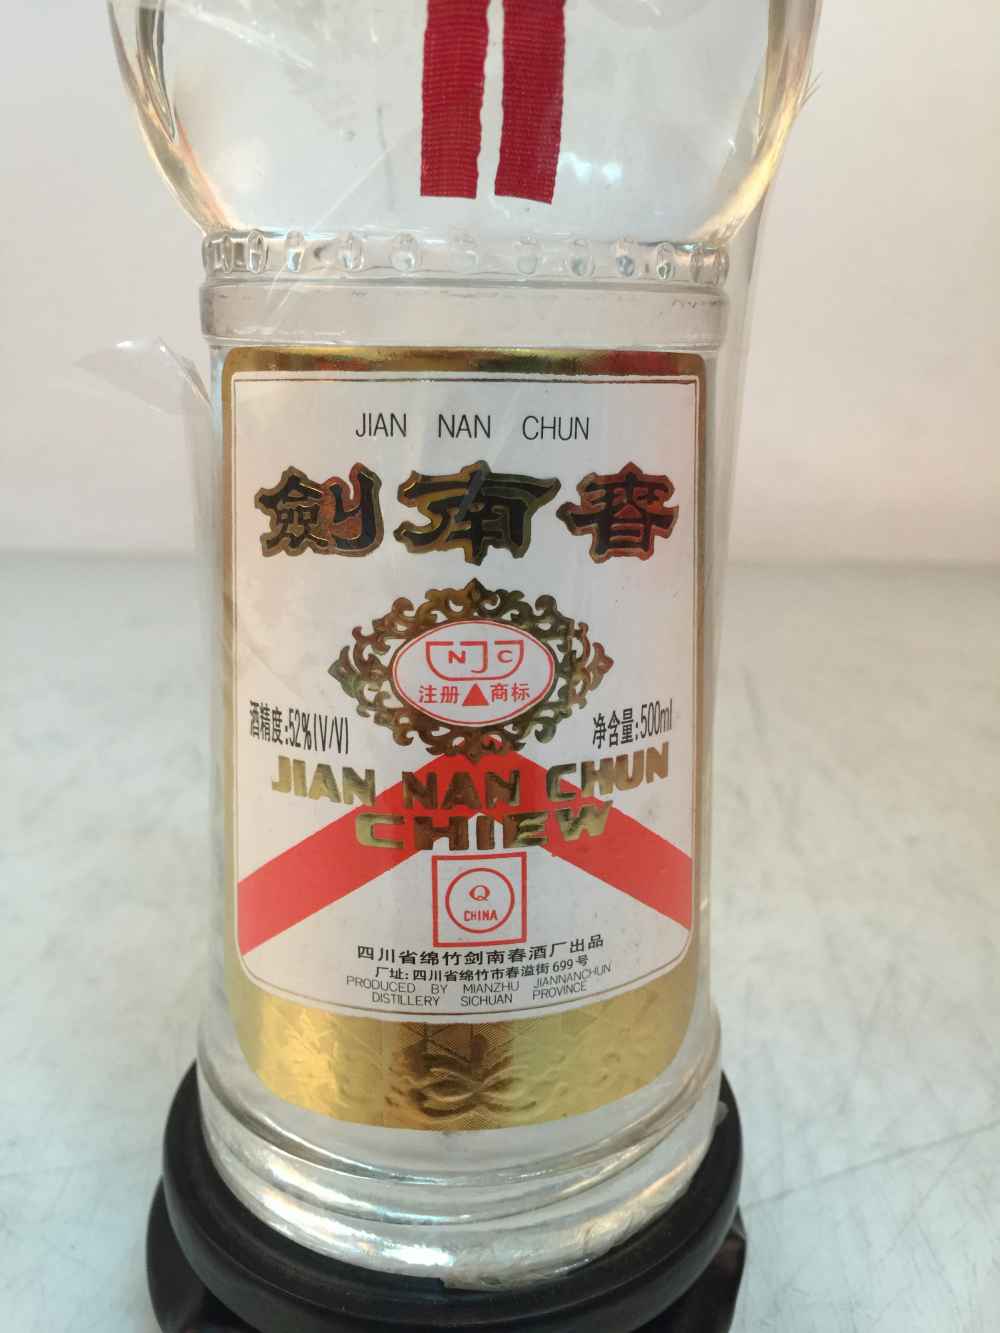 JIAN NAN CHUN
劍南春
NJC
注册 商标
酒精度:52%(V/V)
净含量:500ml
JIAN NAN CHUN
CHIEW
Q
CHINA
四川省绵竹剑南春酒厂出品
厂址:四川省绵竹市春溢街699号
PRODUCED BY MIANZHU JIANNANCHUN
DISTILLERY SICHUAN PROVINCE